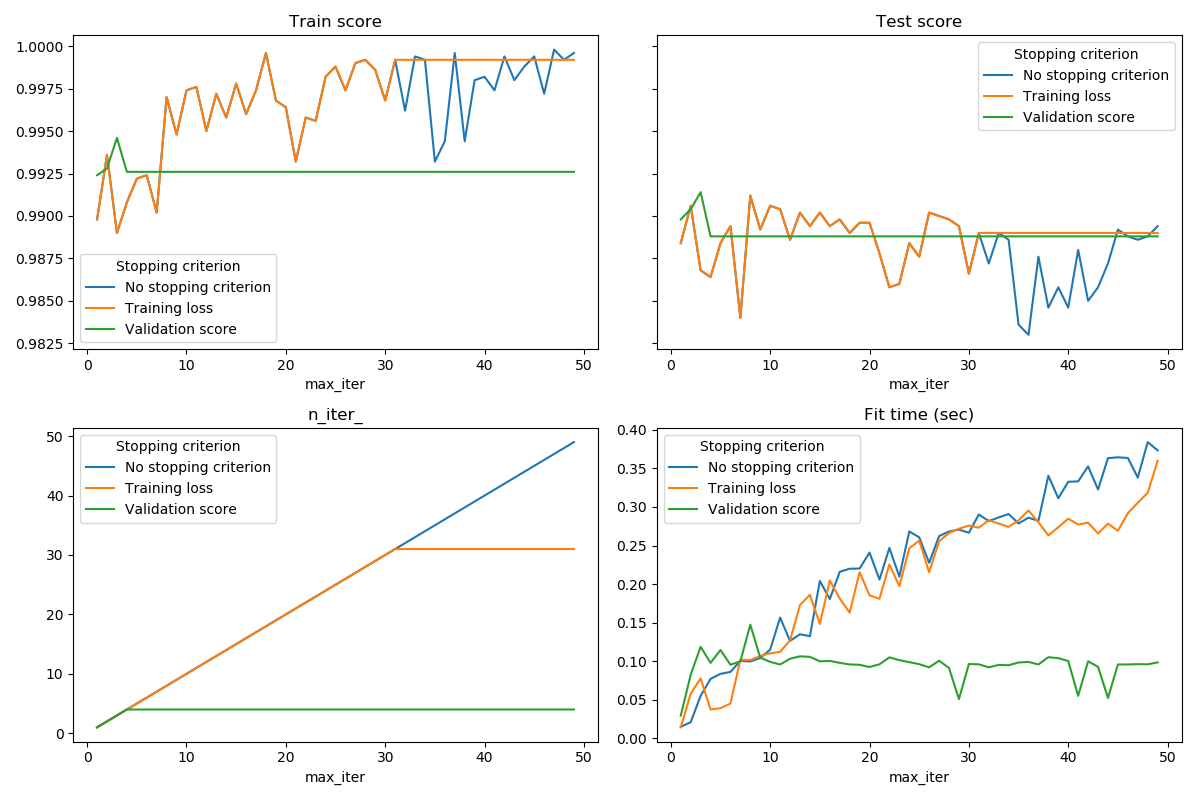 Train score
1.0000
0.9975
0.9950
0.9925
0.9900
0.9875
0.9850
0.9825
Stopping criterion
No stopping criterion
Training loss
Validation score
0 10 20 30 40 50
max_iter
Test score
Stopping criterion
No stopping criterion
Training loss
Validation score
0 10 20 30 40 50
max_iter
n_iter_
50
40
30
20
10
0
Stopping criterion
No stopping criterion
Training loss
Validation score
0 10 20 30 40 50
max_iter
Fit time (sec)
0.40
0.35
0.30
0.25
0.20
0.15
0.10
0.05
0.00
Stopping criterion
No stopping criterion
Training loss
Validation score
0 10 20 30 40 50
max_iter